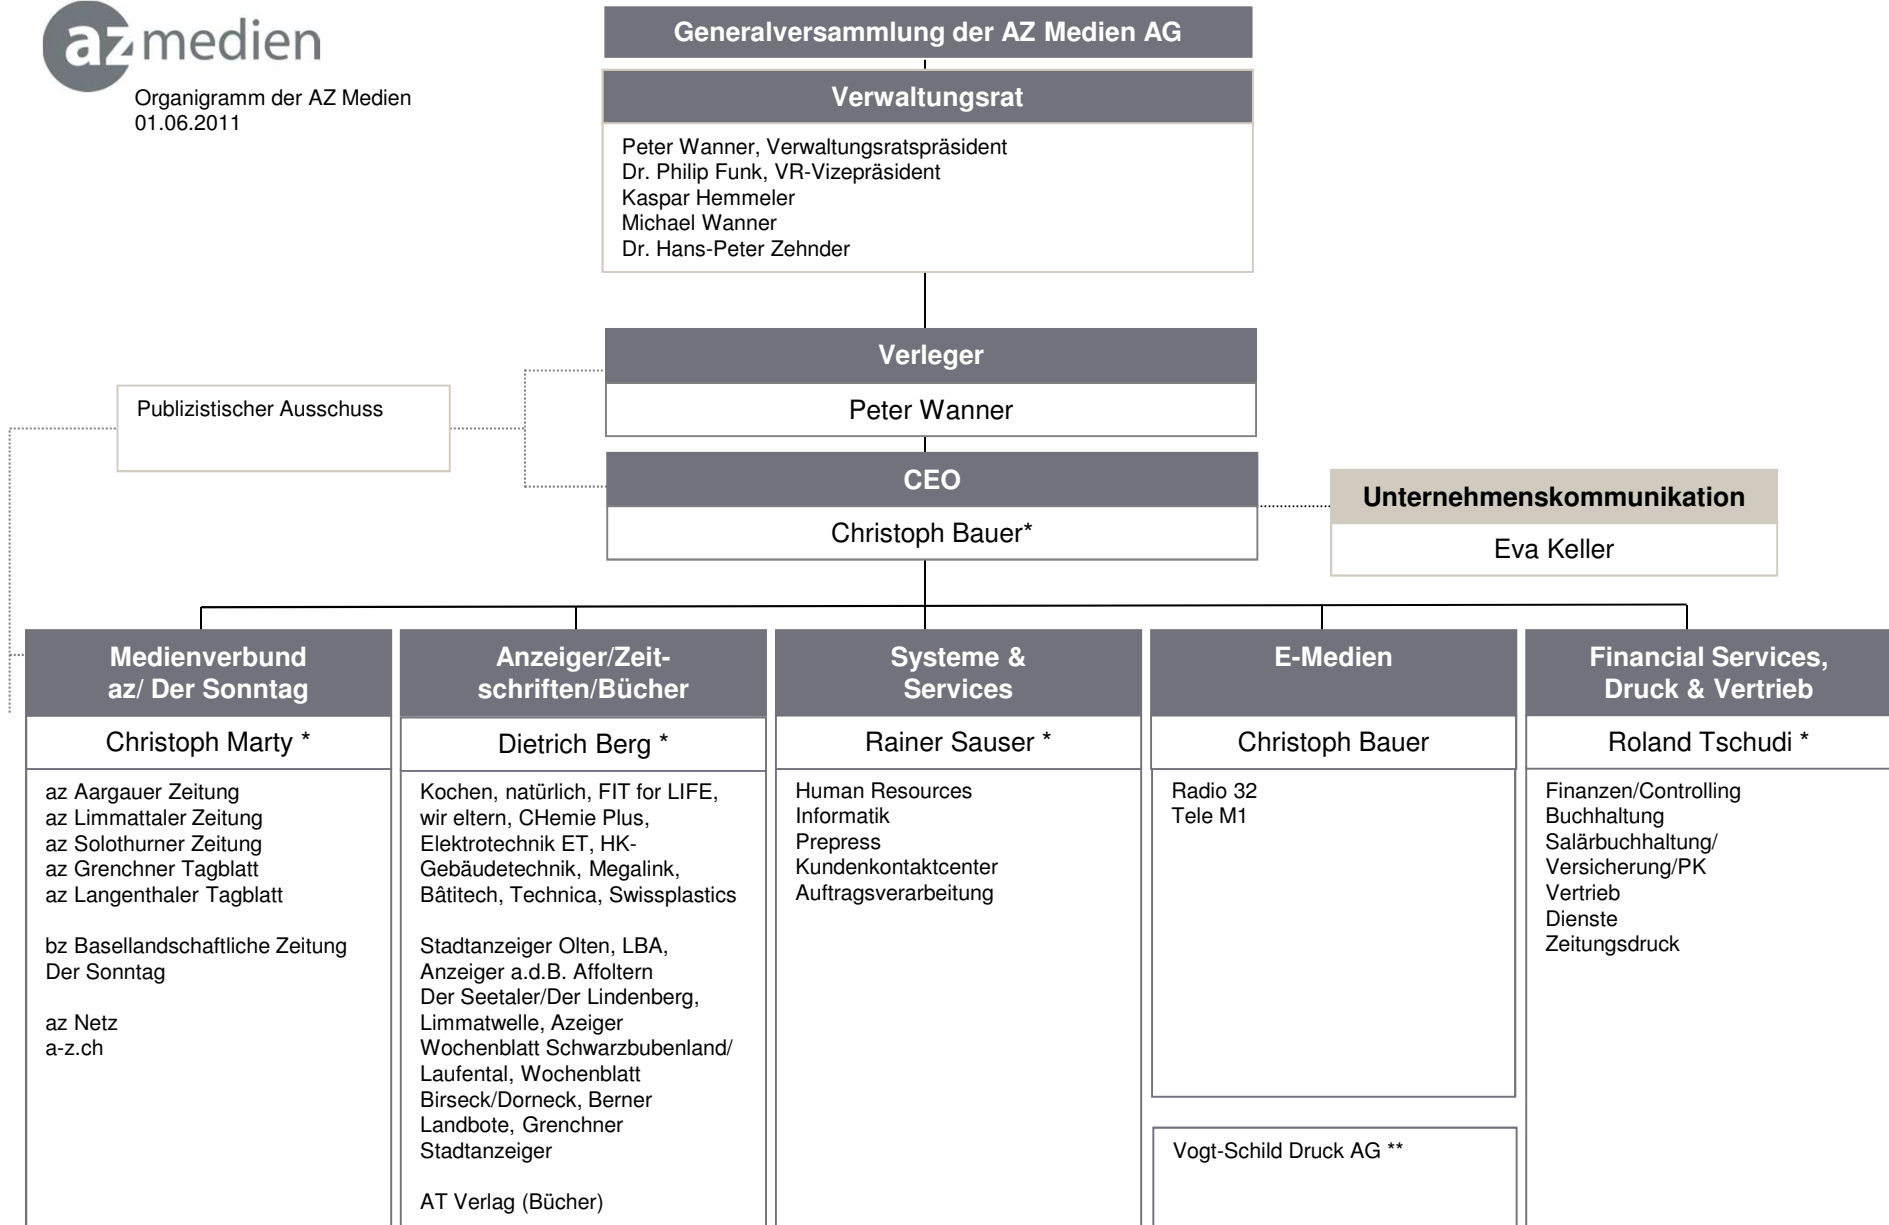 azmedien
Organigramm der AZ Medien
01.06.2011
Generalversammlung der AZ Medien AG
Verwaltungsrat
Peter Wanner, Verwaltungsratspräsident
Dr. Philip Funk, VR-Vizepräsident
Kaspar Hemmeler
Michael Wanner
Dr. Hans-Peter Zehnder
Verleger
Peter Wanner
Publizistischer Ausschuss
CEO
Christoph Bauer*
Unternehmenskommunikation
Eva Keller
Medienverbund
az/ Der Sonntag
Christoph Marty *
az Aargauer Zeitung
az Limmattaler Zeitung
az Solothurner Zeitung
az Grenchner Tagblatt
az Langenthaler Tagblatt
bz Basellandschaftliche Zeitung
Der Sonntag
az Netz
a-z.ch
Anzeiger/Zeit-
schriften/Bücher
Dietrich Berg *
Kochen, natürlich, FIT for LIFE,
wir eltern, CHemie Plus,
Elektrotechnik ET, HK-
Gebäudetechnik, Megalink,
Bâtitech, Technica, Swissplastics
Stadtanzeiger Olten, LBA,
Anzeiger a.d.B. Affoltern
Der Seetaler/Der Lindenberg,
Limmatwelle, Azeiger
Wochenblatt Schwarzbubenland/
Laufental, Wochenblatt
Birseck/Dorneck, Berner
Landbote, Grenchner
Stadtanzeiger
AT Verlag (Bücher)
Systeme &
Services
Rainer Sauser *
Human Resources
Informatik
Prepress
Kundenkontaktcenter
Auftragsverarbeitung
E-Medien
Christoph Bauer
Radio 32
Tele M1
Vogt-Schild Druck AG **
Financial Services,
Druck & Vertrieb
Roland Tschudi *
Finanzen/Controlling
Buchhaltung
Salärbuchhaltung/
Versicherung/PK
Vertrieb
Dienste
Zeitungsdruck